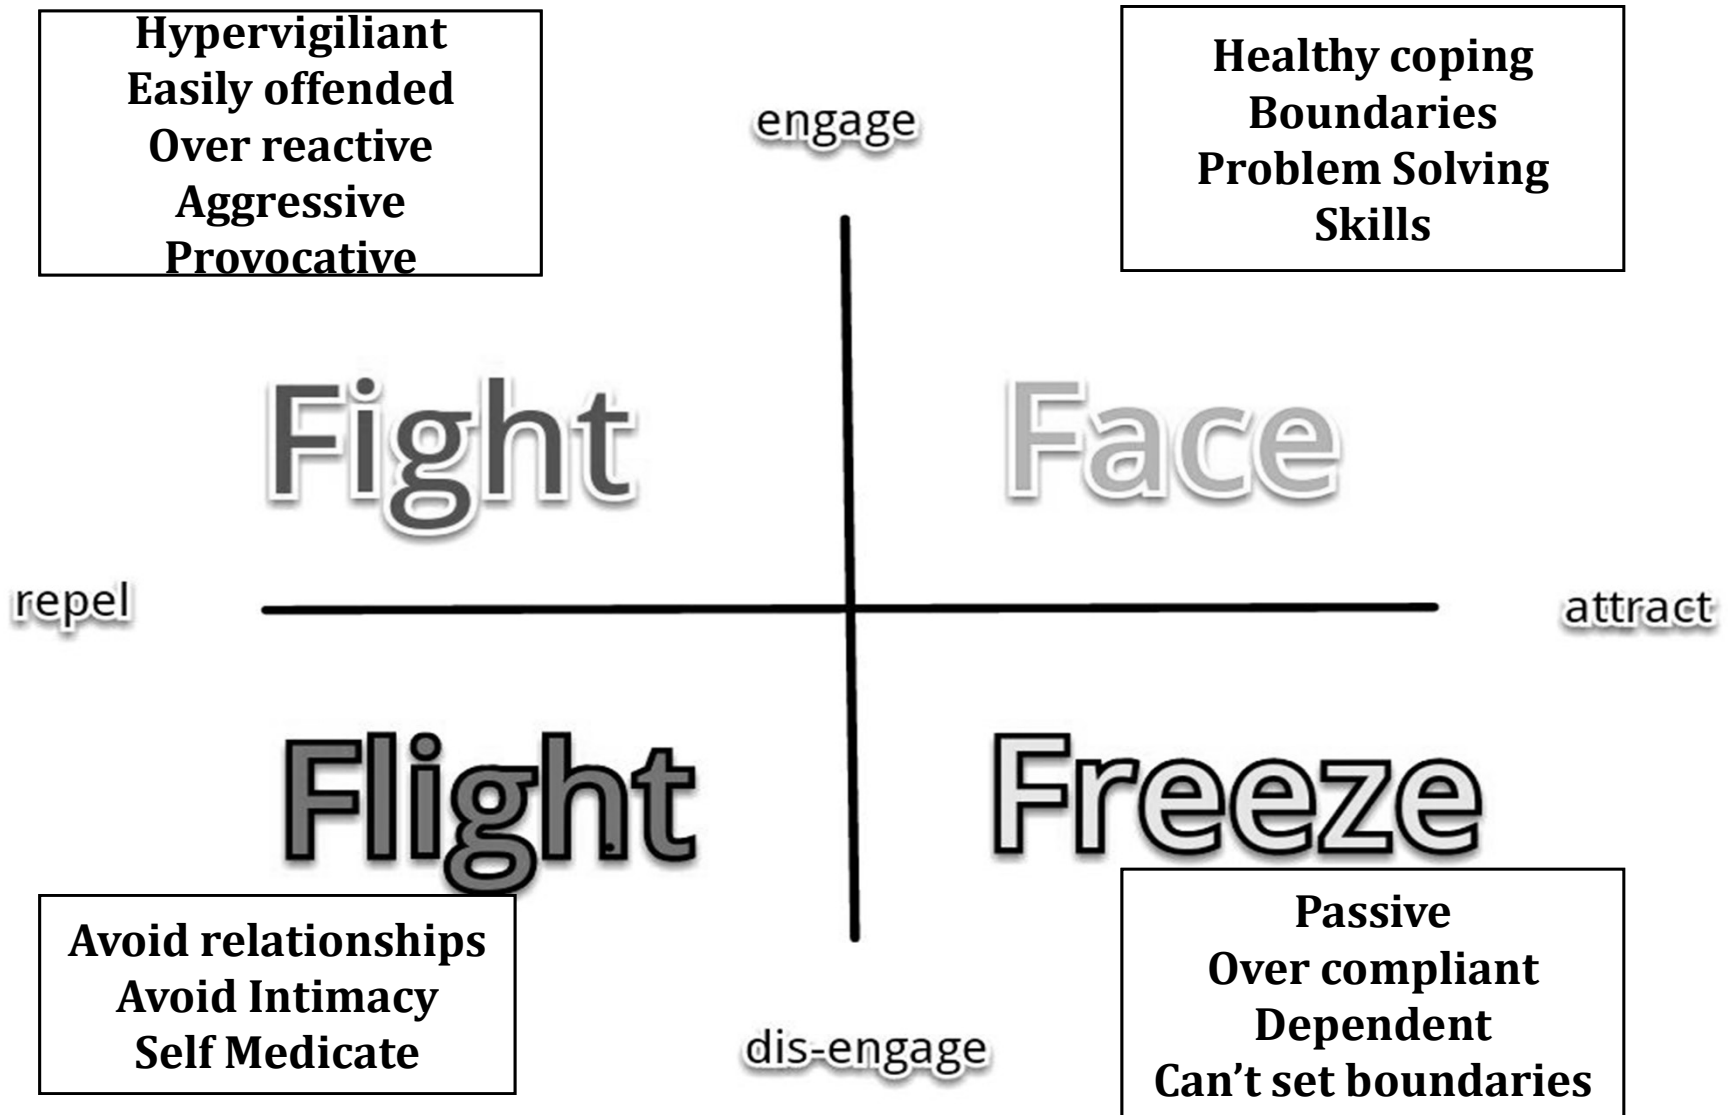 Hypervigiliant
Easily offended
Over reactive
Aggressive
Provocative
Healthy coping
Boundaries
Problem Solving
Skills
engage
Fight
Face
repel
attract
Flight
Freeze
Avoid relationships
Avoid Intimacy
Self Medicate
dis-engage
Passive
Over compliant
Dependent
Can’t set boundaries